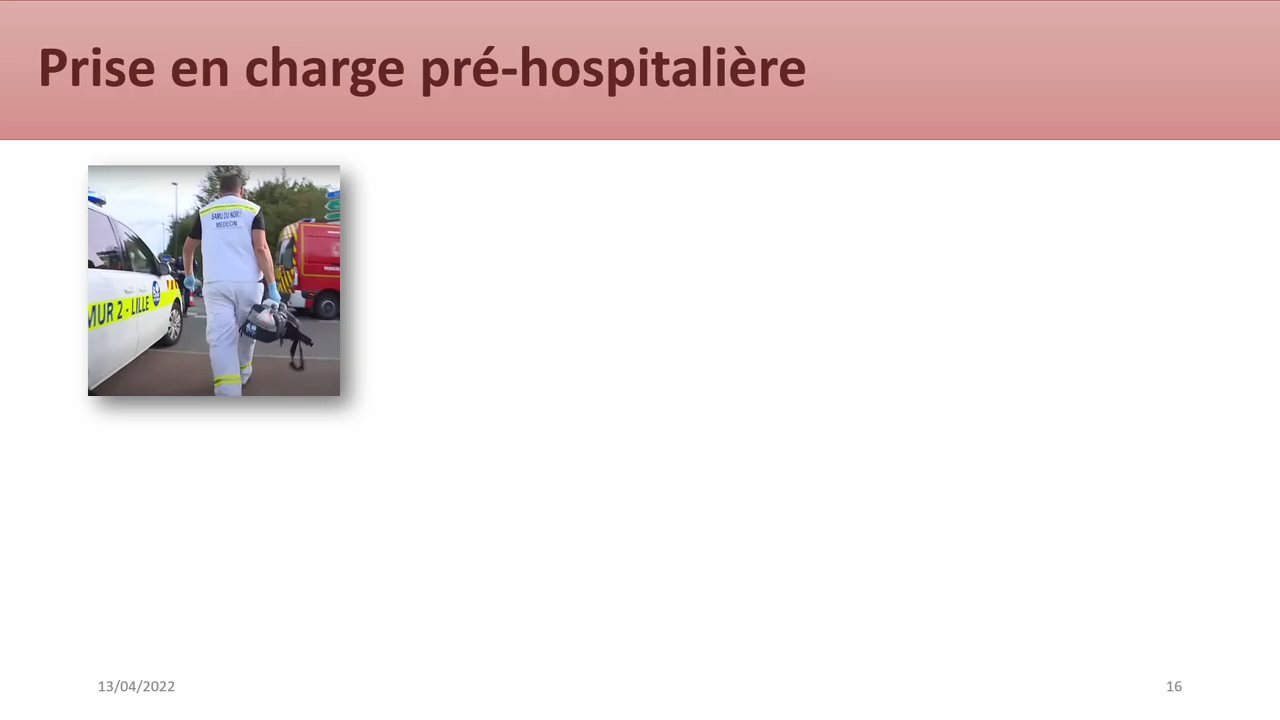 Prise en charge pré-hospitalière
SAMU DU NORD
MEDECIN
MUR 2 - LILLE
13/04/2022
16